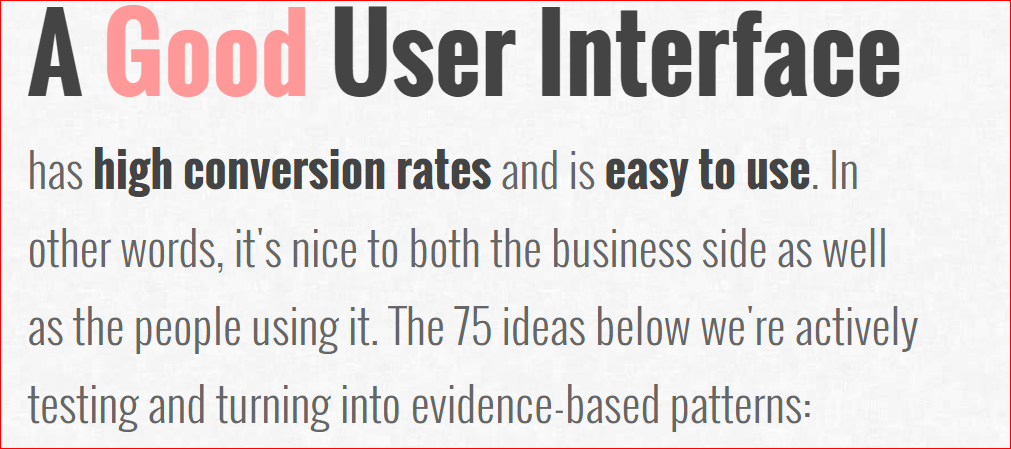 A Good User Interface
has high conversion rates and is easy to use. In
other words, it's nice to both the business side as well
as the people using it. The 75 ideas below we're actively
testing and turning into evidence-based patterns: